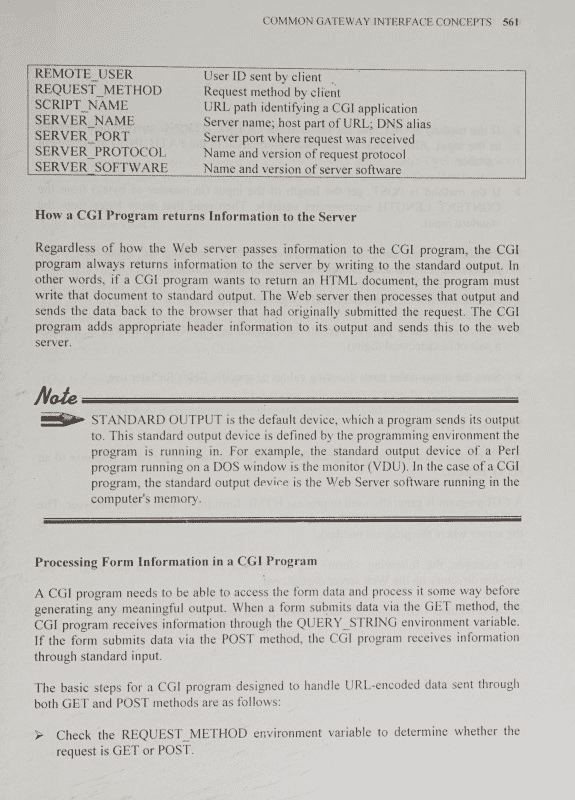 COMMON GATEWAY INTERFACE CONCEPTS 561
REMOTE_USER User ID sent by client
REQUEST_METHOD Request method by client
SCRIPT_NAME URL path identifying a CGI application
SERVER_NAME Server name; host part of URL; DNS alias
SERVER_PORT Server port where request was received
SERVER_PROTOCOL Name and version of request protocol
SERVER_SOFTWARE Name and version of server software
How a CGI Program returns Information to the Server
Regardless of how the Web server passes information to the CGI program, the CGI
program always returns information to the server by writing to the standard output. In
other words, if a CGI program wants to return an HTML document, the program must
write that document to standard output. The Web server then processes that output and
sends the data back to the browser that had originally submitted the request. The CGI
program adds appropriate header information to its output and sends this to the web
server.
Note
STANDARD OUTPUT is the default device, which a program sends its output
to. This standard output device is defined by the programming environment the
program is running in. For example, the standard output device of a Perl
program running on a DOS window is the monitor (VDU). In the case of a CGI
program, the standard output device is the Web Server software running in the
computer's memory.
Processing Form Information in a CGI Program
A CGI program needs to be able to access the form data and process it some way before
generating any meaningful output. When a form submits data via the GET method, the
CGI program receives information through the QUERY_STRING environment variable.
If the form submits data via the POST method, the CGI program receives information
through standard input.
The basic steps for a CGI program designed to handle URL-encoded data sent through
both GET and POST methods are as follows:
➢ Check the REQUEST_METHOD environment variable to determine whether the
request is GET or POST.